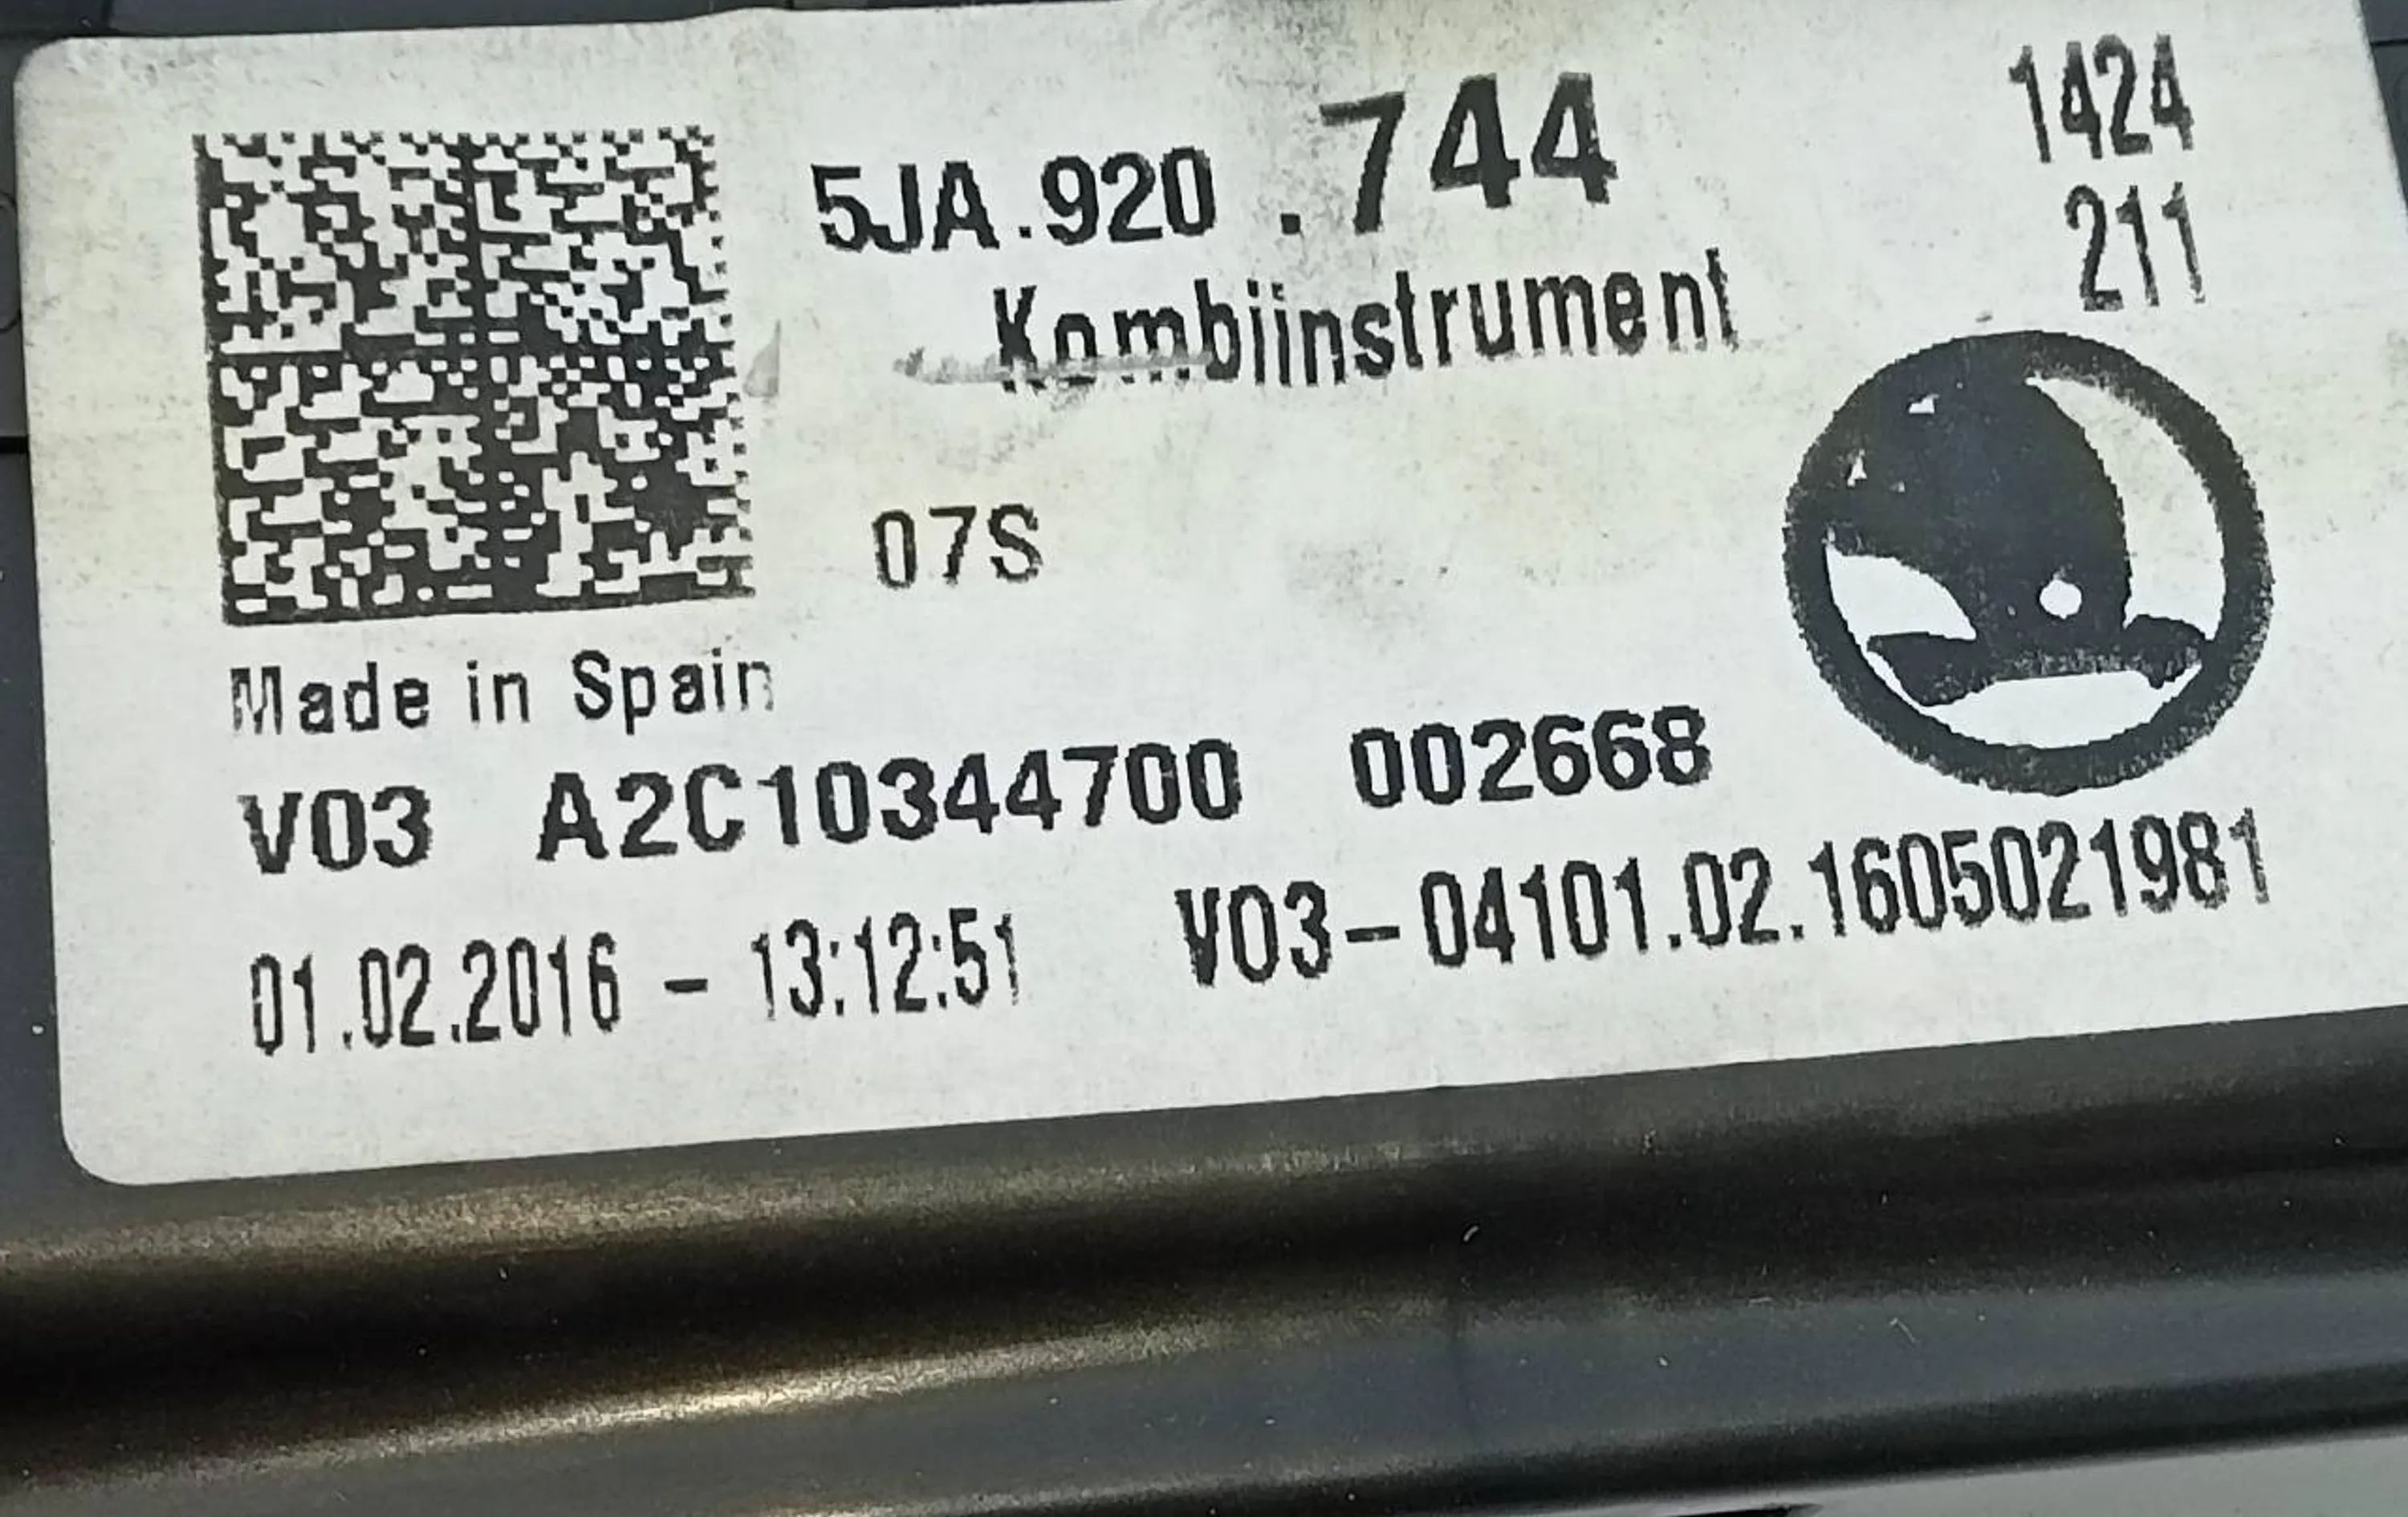 5JA.920 .744
1424
211
Kombiinstrument
07S
Made in Spain
V03 A2C10344700 002668
01.02.2016 - 13:12:51 V03-04101.02.1605021981